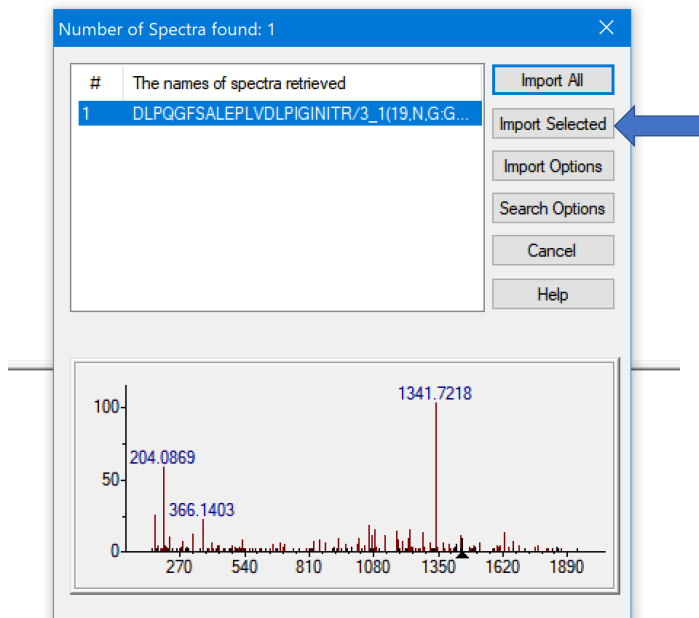 Number of Spectra found: 1
# The names of spectra retrieved
1 DLPQGFSALEPLVDLPIGINITR/3_1(19,N,G:G...
Import All
Import Selected
Import Options
Search Options
Cancel
Help
1341.7218
100
204.0869
50
366.1403
0
270 540 810 1080 1350 1620 1890